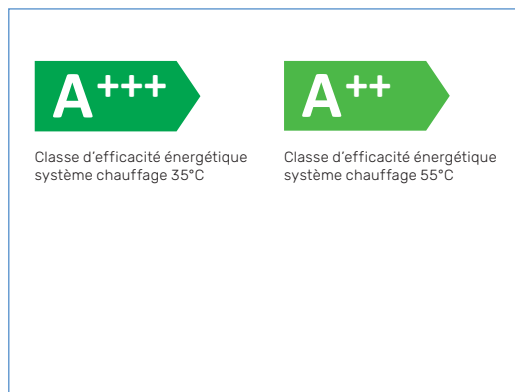 A+++
Classe d'efficacité énergétique
système chauffage 35°C
A++
Classe d'efficacité énergétique
système chauffage 55°C